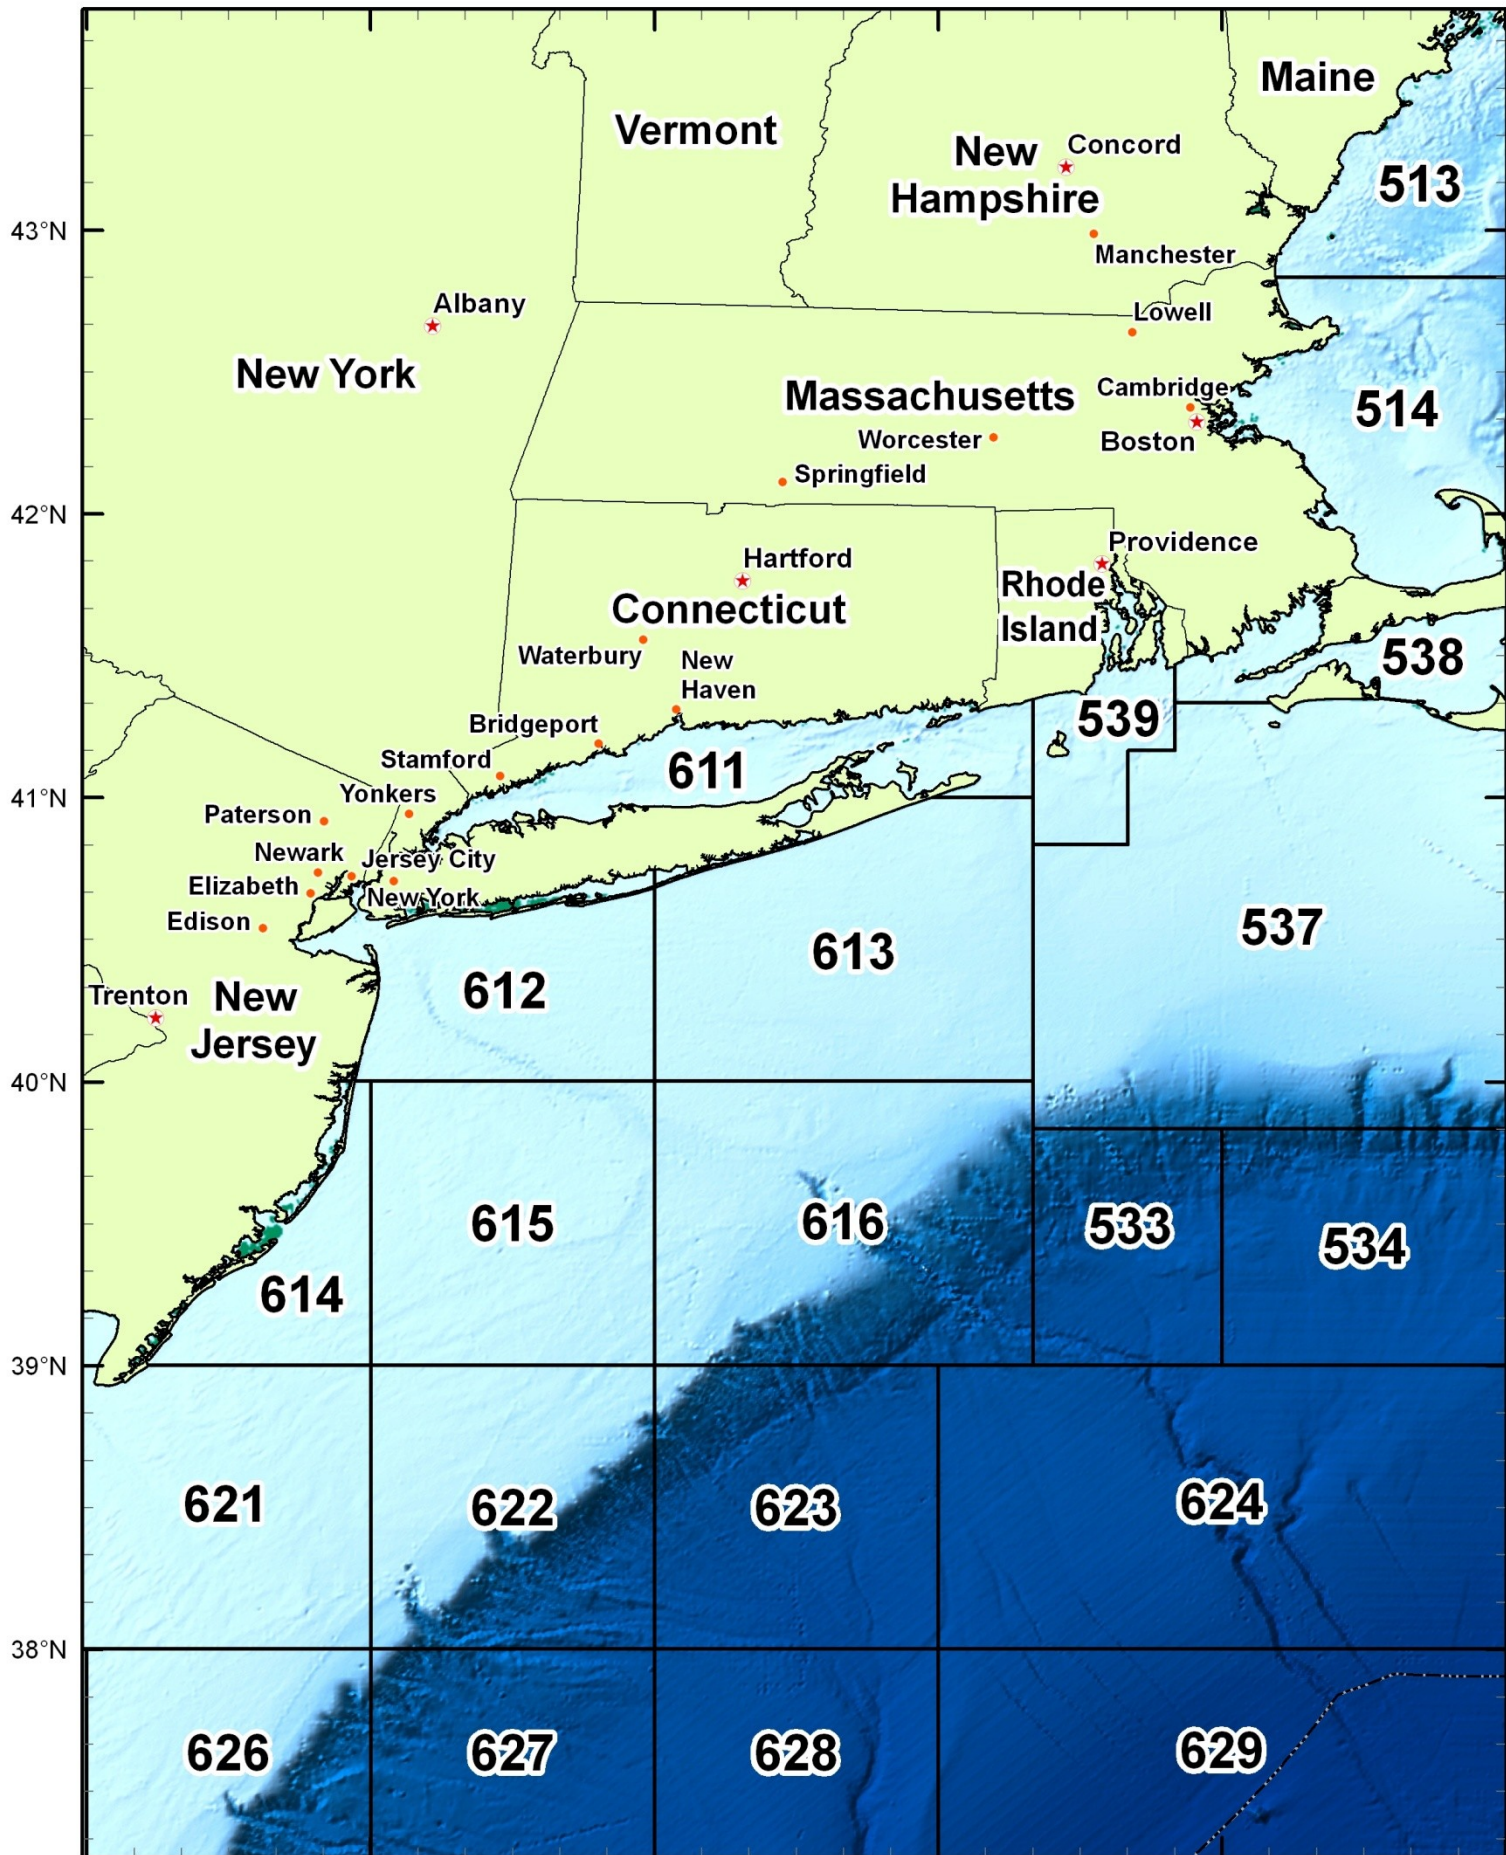 Maine
Vermont
New
Hampshire
Concord
513
43°N
Manchester
Albany
Lowell
New York
Massachusetts
Cambridge
514
Worcester
Boston
Springfield
42°N
Providence
Hartford
Rhode
Island
Connecticut
Waterbury
New
Haven
538
539
Bridgeport
Stamford
611
41°N
Yonkers
Paterson
Newark
Jersey City
Elizabeth
New York
Edison
537
613
612
Trenton
New
Jersey
40°N
615
616
533
534
614
39°N
621
622
623
624
38°N
626
627
628
629